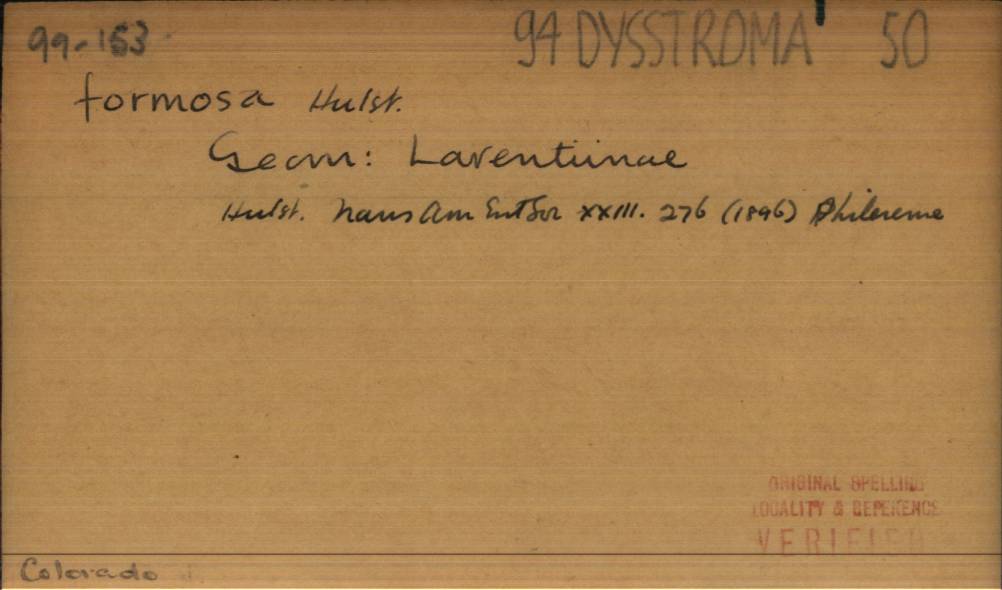 99-153 94 DYSSTROMA 50
formosa Hulst.
Geom: Larentiinae
Hulst. Trans Am Ent Soc XXIII. 276 (1896) Philereme
ORIGINAL SPELLING
LOCALITY & REFERENCE
VERIFIED
Colorado